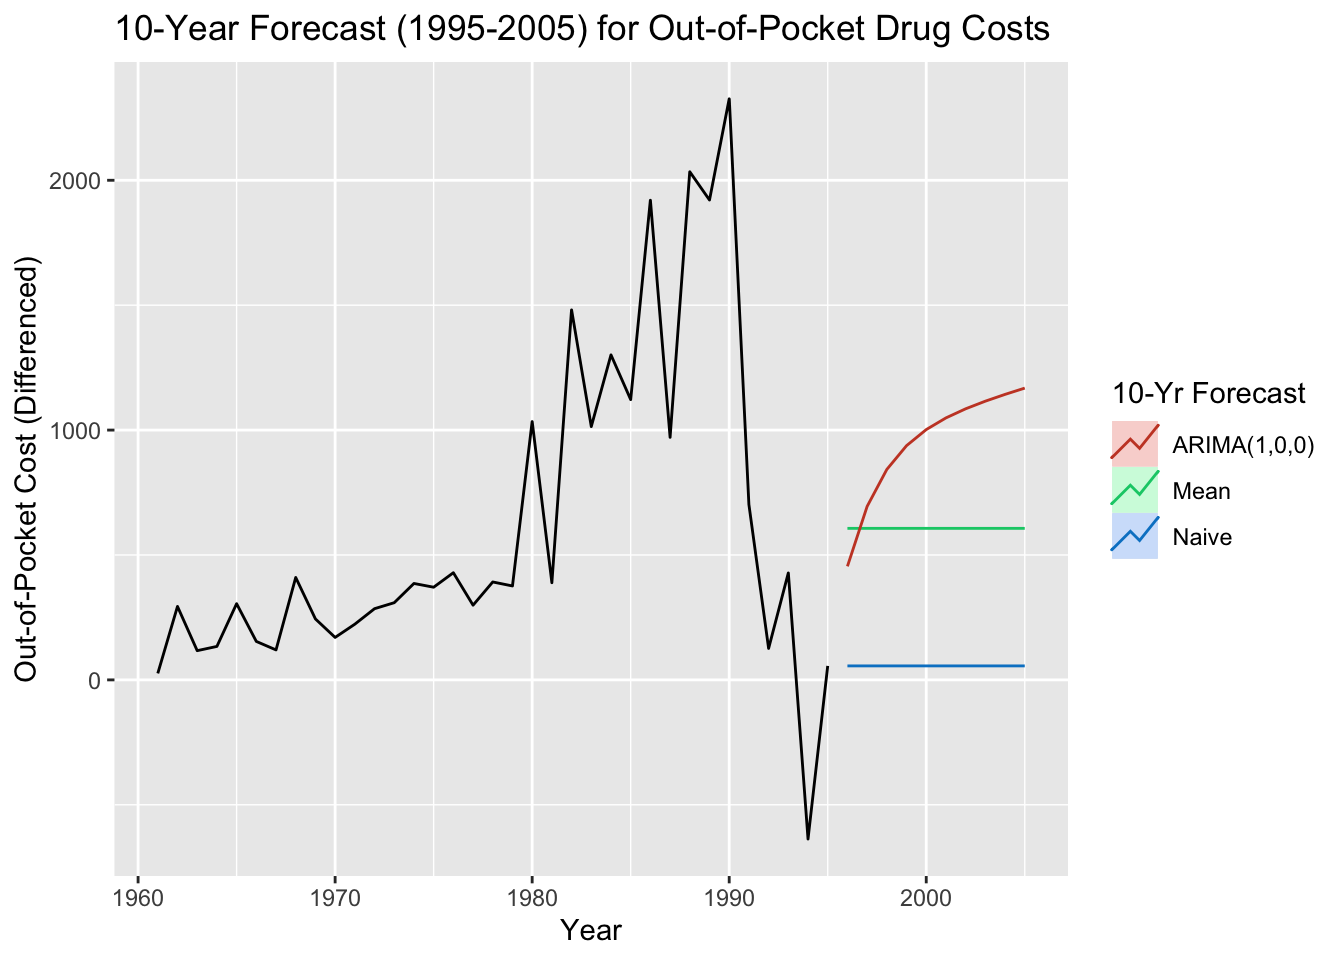 10-Year Forecast (1995-2005) for Out-of-Pocket Drug Costs
Out-of-Pocket Cost (Differenced)
2000
1000
0
1960 1970 1980 1990 2000
Year
10-Yr Forecast
ARIMA(1,0,0)
Mean
Naive